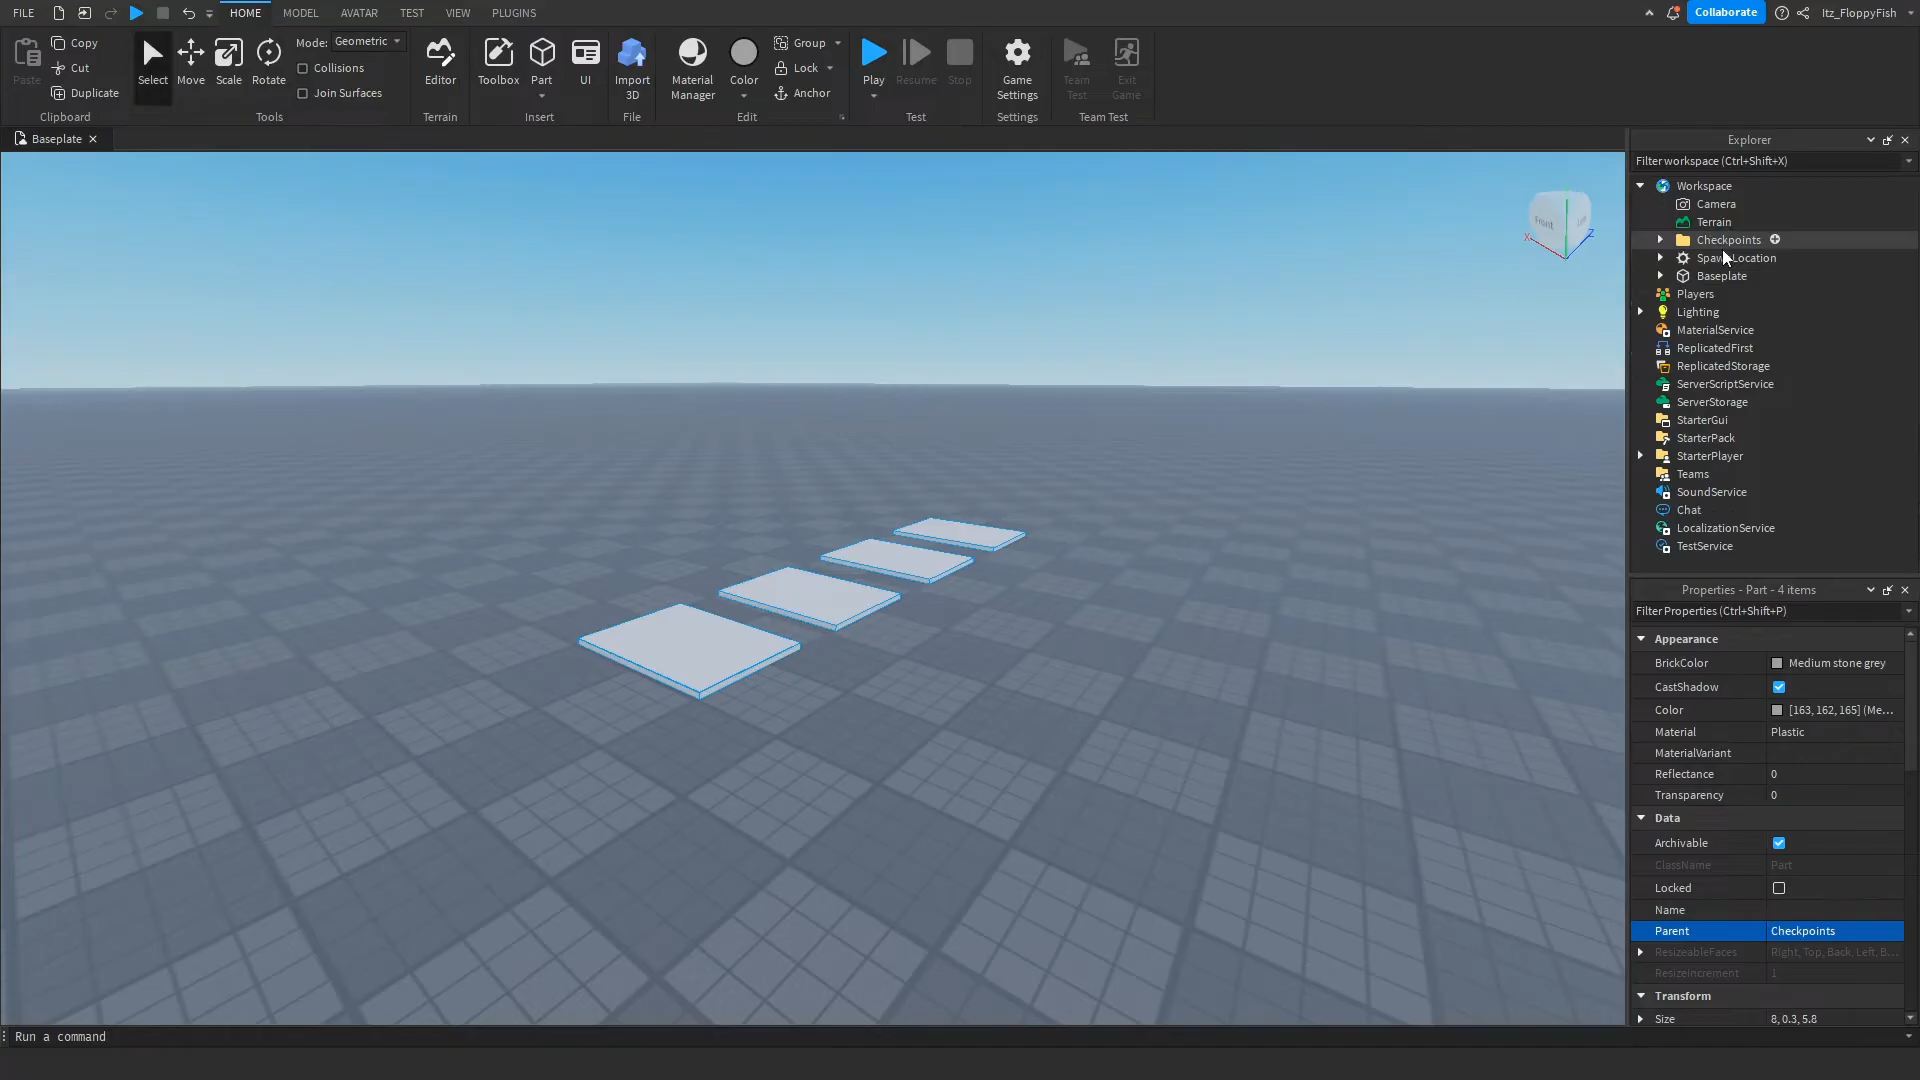 FILE HOME MODEL AVATAR TEST VIEW PLUGINS Collaborate Itz_FloppyFish
Paste
Copy
Cut
Duplicate
Clipboard
Select Move Scale Rotate
Mode: Geometric
Collisions
Join Surfaces
Tools
Editor
Terrain
Toolbox Part UI
Insert
Import
3D
File
Material
Manager
Color
Group
Lock
Anchor
Edit
Play Resume Stop
Test
Game
Settings
Settings
Team
Test
Exit
Game
Team Test
Baseplate
Front
Left
X
Z
Explorer
Filter workspace (Ctrl+Shift+X)
Workspace
Camera
Terrain
Checkpoints
SpawnLocation
Baseplate
Players
Lighting
MaterialService
ReplicatedFirst
ReplicatedStorage
ServerScriptService
ServerStorage
StarterGui
StarterPack
StarterPlayer
Teams
SoundService
Chat
LocalizationService
TestService
Properties - Part - 4 items
Filter Properties (Ctrl+Shift+P)
Appearance
BrickColor Medium stone grey
CastShadow
Color [163, 162, 165] (Me...
Material Plastic
MaterialVariant
Reflectance 0
Transparency 0
Data
Archivable
ClassName Part
Locked
Name
Parent Checkpoints
ResizeableFaces Right, Top, Back, Left, B...
ResizeIncrement 1
Transform
Size 8, 0.3, 5.8
Run a command